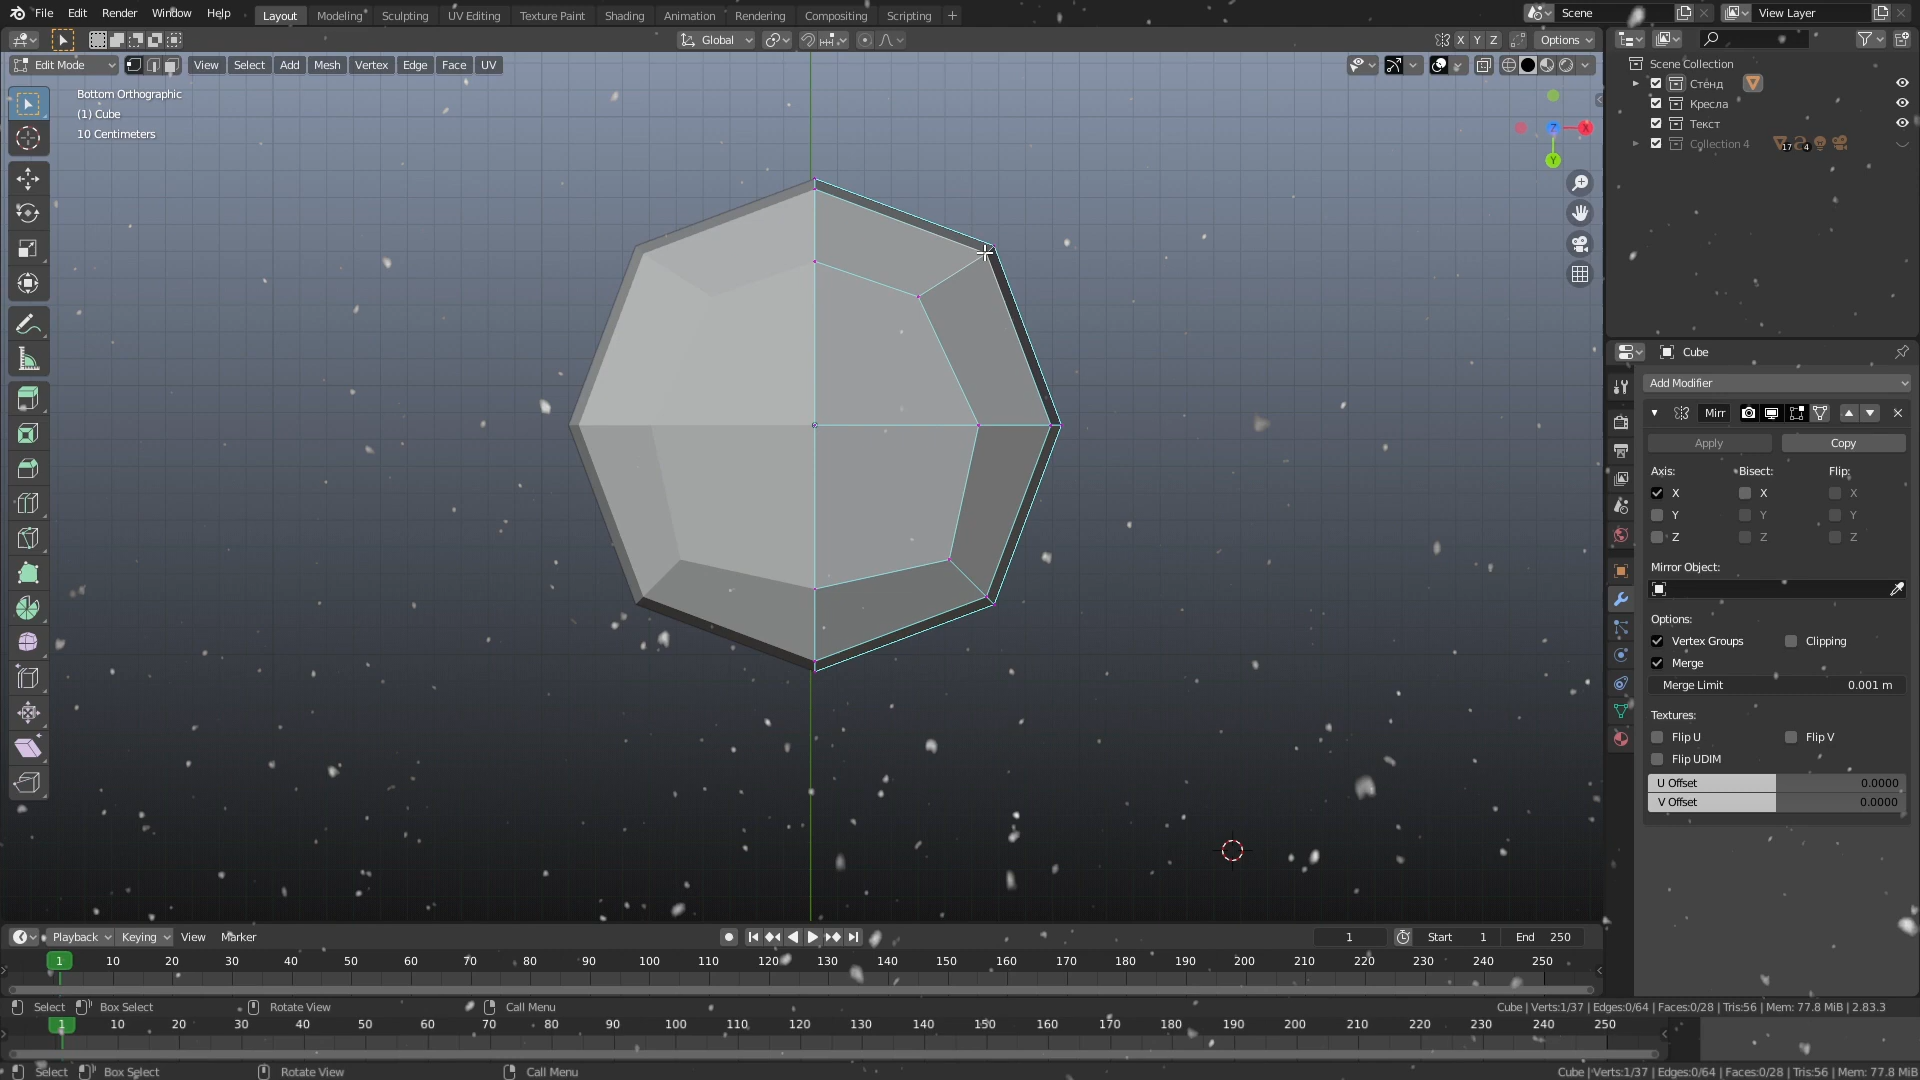 File Edit Render Window Help Layout Modeling Sculpting UV Editing Texture Paint Shading Animation Rendering Compositing Scripting + Scene View Layer
Global X Y Z Options
Edit Mode View Select Add Mesh Vertex Edge Face UV
Scene Collection
Стенд
Кресла
Текст
Collection 4 17 4
Bottom Orthographic
(1) Cube
10 Centimeters
Z X
Y
Cube
Add Modifier
Mirr
Apply Copy
Axis: Bisect: Flip:
X X X
Y Y Y
Z Z Z
Mirror Object:
Options:
Vertex Groups Clipping
Merge
Merge Limit 0.001 m
Textures:
Flip U Flip V
Flip UDIM
U Offset 0.0000
V Offset 0.0000
Playback Keying View Marker 1 Start 1 End 250
1 10 20 30 40 50 60 70 80 90 100 110 120 130 140 150 160 170 180 190 200 210 220 230 240 250
Select Box Select Rotate View Call Menu Cube | Verts:1/37 | Edges:0/64 | Faces:0/28 | Tris:56 | Mem: 77.8 MiB | 2.83.3
1 10 20 30 40 50 60 70 80 90 100 110 120 130 140 150 160 170 180 190 200 210 220 230 240 250
Select Box Select Rotate View Call Menu Cube | Verts:1/37 | Edges:0/64 | Faces:0/28 | Tris:56 | Mem: 77.8 MiB